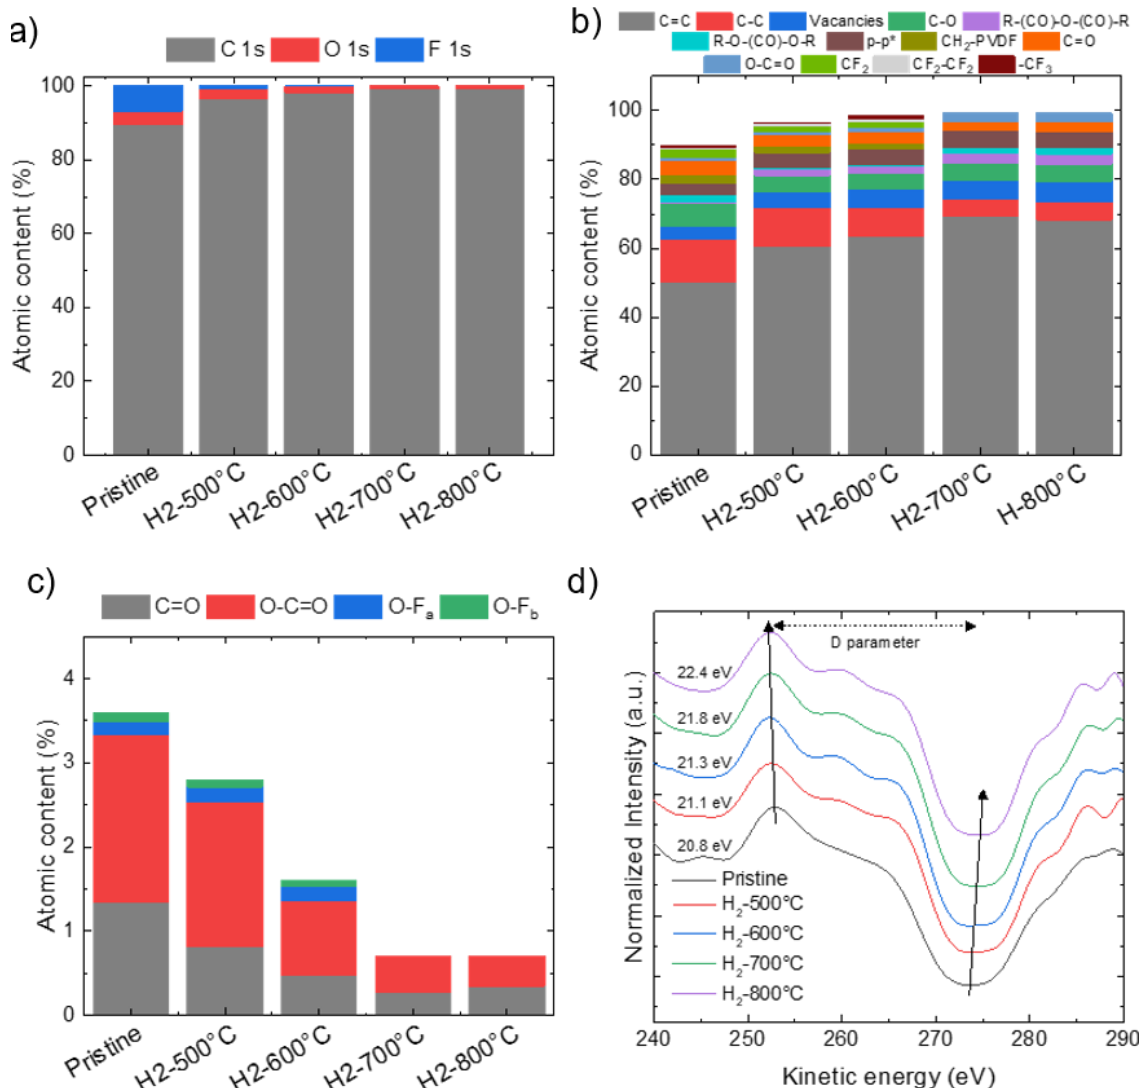 a)
C 1s O 1s F 1s
Atomic content (%)
100
80
60
40
20
0
Pristine
H2-500°C
H2-600°C
H2-700°C
H2-800°C
b)
C=C C-C Vacancies C-O R-(CO)-O-(CO)-R
R-O-(CO)-O-R p-p* CH₂-PVDF C=O
O-C=O CF₂ CF₂-CF₂ -CF₃
Atomic content (%)
100
80
60
40
20
0
Pristine
H2-500°C
H2-600°C
H2-700°C
H-800°C
c)
C=O O-C=O O-Fₐ O-F_b
Atomic content (%)
4
3
2
1
0
Pristine
H2-500°C
H2-600°C
H2-700°C
H2-800°C
d)
Normalized Intensity (a.u.)
D parameter
22.4 eV
21.8 eV
21.3 eV
21.1 eV
20.8 eV
Pristine
H₂-500°C
H₂-600°C
H₂-700°C
H₂-800°C
240 250 260 270 280 290
Kinetic energy (eV)